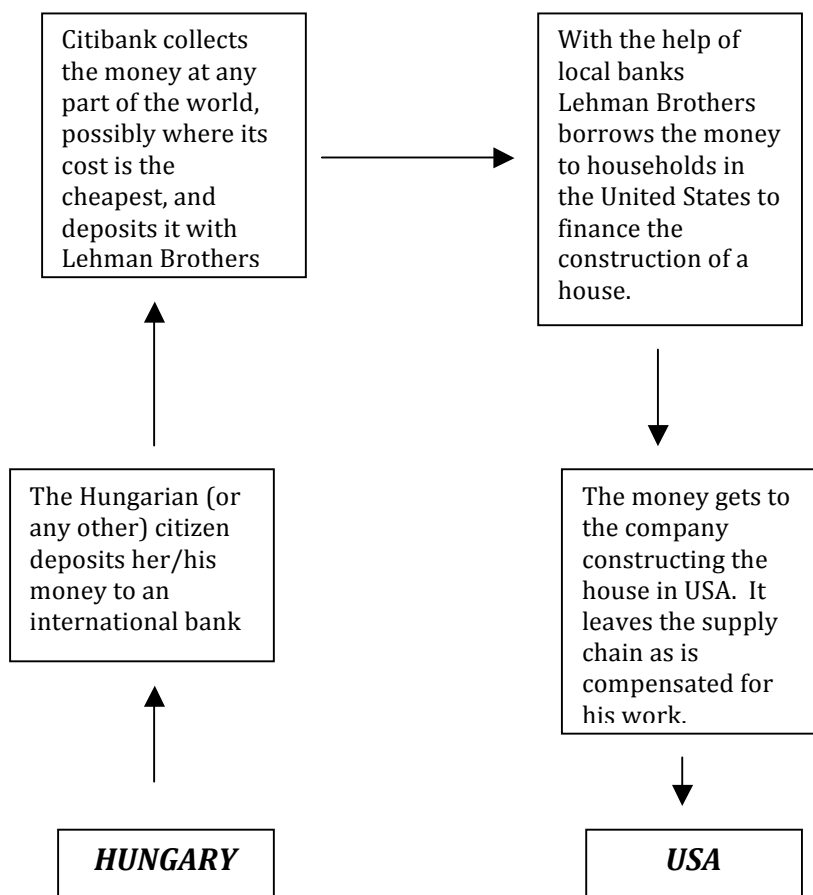 Citibank collects
the money at any
part of the world,
possibly where its
cost is the
cheapest, and
deposits it with
Lehman Brothers
With the help of
local banks
Lehman Brothers
borrows the money
to households in
the United States to
finance the
construction of a
house.
The Hungarian (or
any other) citizen
deposits her/his
money to an
international bank
The money gets to
the company
constructing the
house in USA.  It
leaves the supply
chain as is
compensated for
his work.
HUNGARY
USA